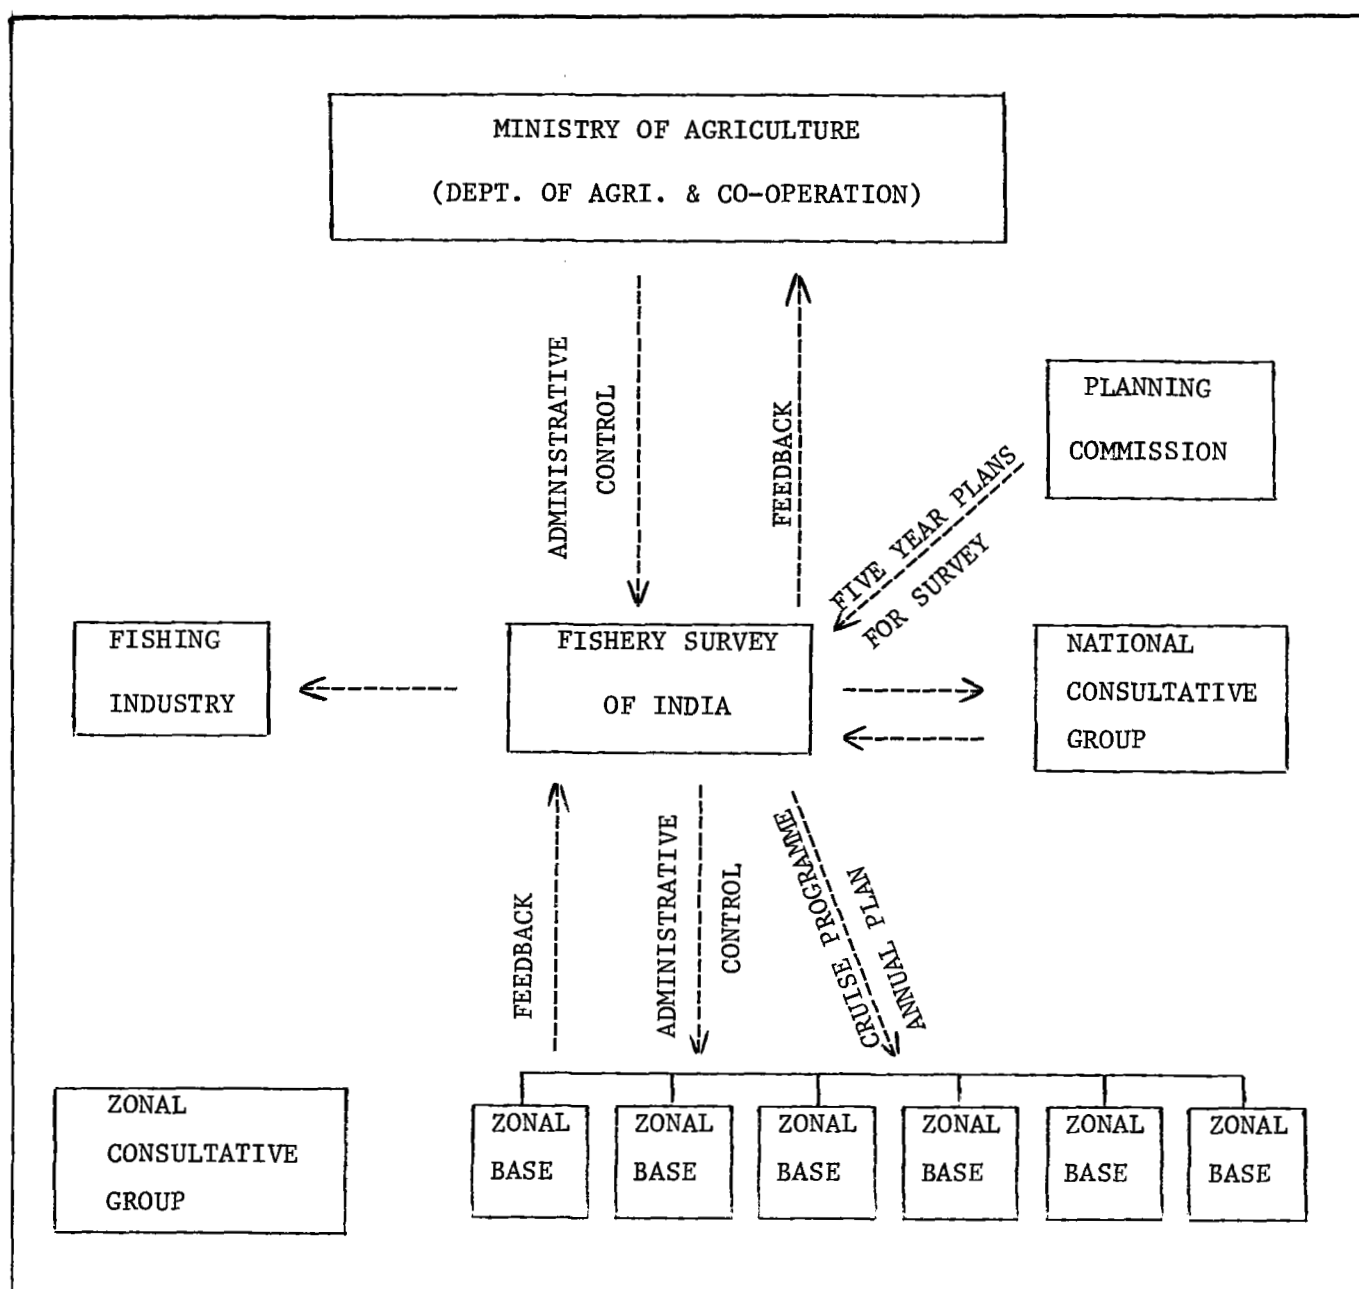 MINISTRY OF AGRICULTURE
(DEPT. OF AGRI. & CO-OPERATION)
ADMINISTRATIVE
CONTROL
FEEDBACK
PLANNING
COMMISSION
FIVE YEAR PLANS
FOR SURVEY
FISHING
INDUSTRY
FISHERY SURVEY
OF INDIA
NATIONAL
CONSULTATIVE
GROUP
FEEDBACK
ADMINISTRATIVE
CONTROL
CRUISE PROGRAMME
ANNUAL PLAN
ZONAL
CONSULTATIVE
GROUP
ZONAL
BASE
ZONAL
BASE
ZONAL
BASE
ZONAL
BASE
ZONAL
BASE
ZONAL
BASE